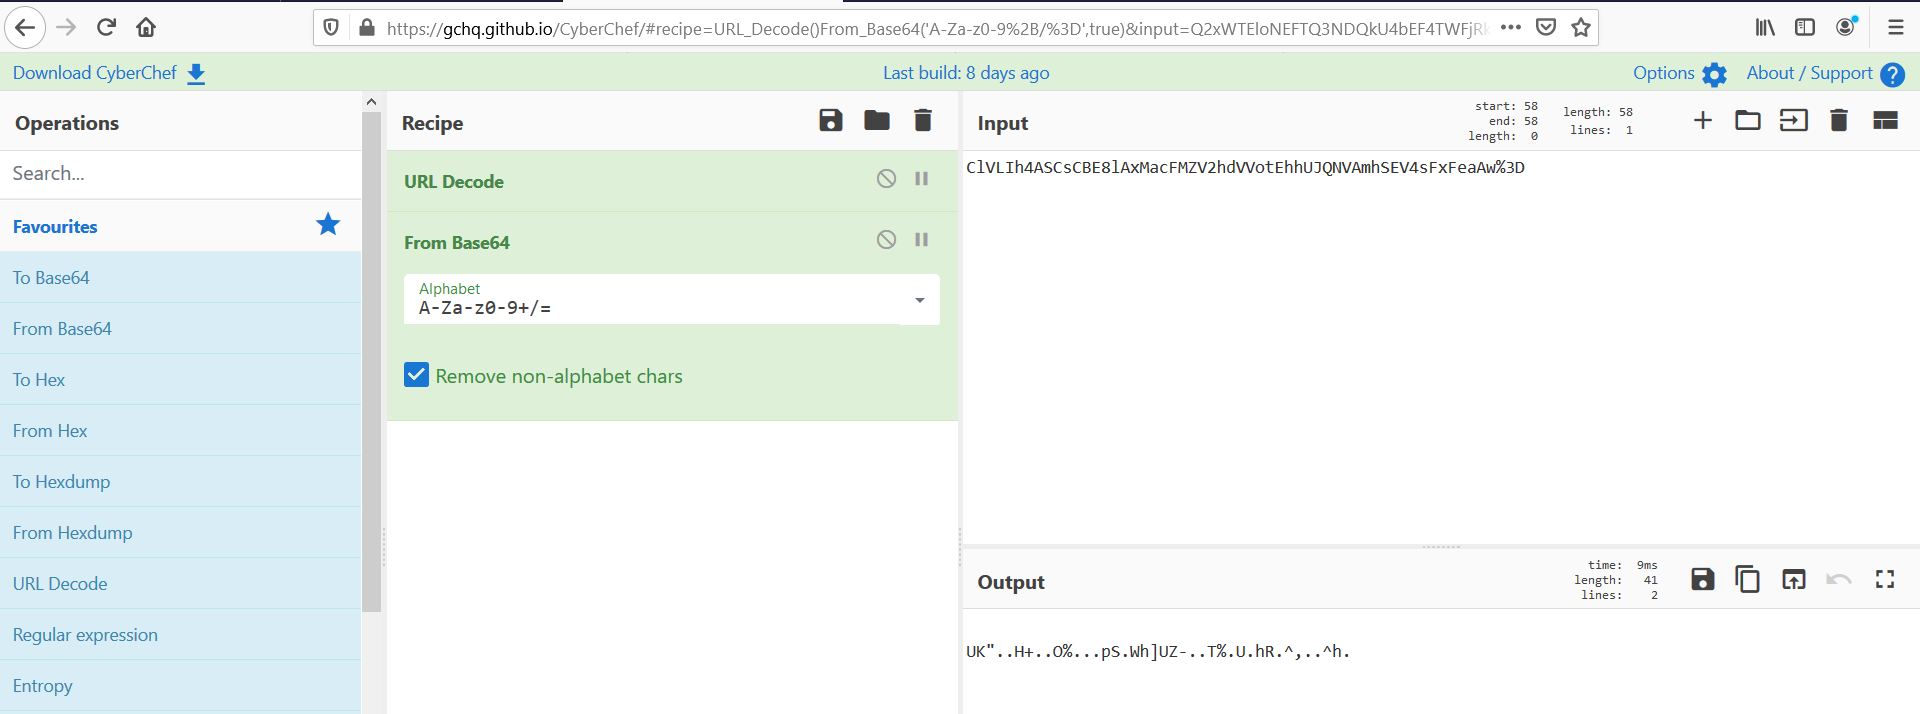 https://gchq.github.io/CyberChef/#recipe=URL_Decode()From_Base64('A-Za-z0-9%2B/%3D',true)&input=Q2xWTEloNEFTQ3NDQkU4bEF4TWFjRk
Download CyberChef
Last build: 8 days ago
Options
About / Support
Operations
Recipe
Input
start: 58
end: 58
length: 0
length: 58
lines: 1
Search...
Favourites
To Base64
From Base64
To Hex
From Hex
To Hexdump
From Hexdump
URL Decode
Regular expression
Entropy
URL Decode
From Base64
Alphabet
A-Za-z0-9+/=
Remove non-alphabet chars
ClVLIh4ASCsCBE8lAxMacFMZV2hdVVotEhhUJQNVAmhSEV4sFxFeaAw%3D
Output
time: 9ms
length: 41
lines: 2
UK"..H+..O%...pS.Wh]UZ-..T%.U.hR.^,..^h.